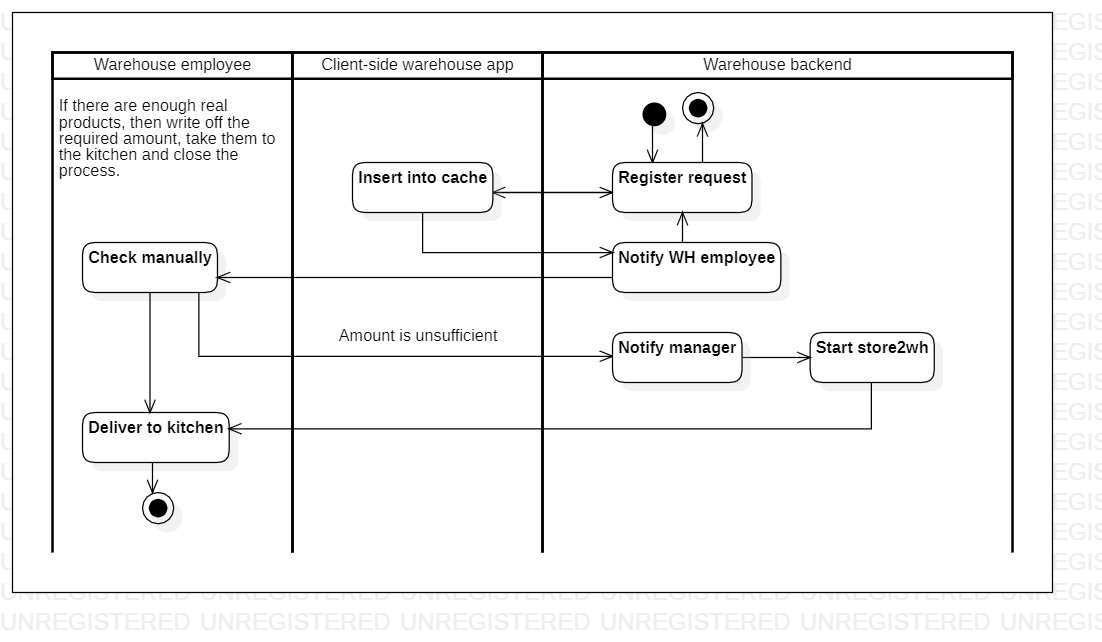 Warehouse employee
Client-side warehouse app
Warehouse backend
If there are enough real
products, then write off the
required amount, take them to
the kitchen and close the
process.
Insert into cache
Register request
Check manually
Notify WH employee
Amount is unsufficient
Notify manager
Start store2wh
Deliver to kitchen
UNREGISTERED UNREGISTERED UNREGISTERED UNREGISTERED UNREGISTERED